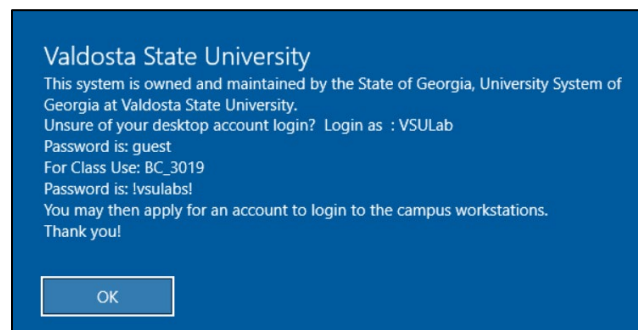 Valdosta State University
This system is owned and maintained by the State of Georgia, University System of
Georgia at Valdosta State University.
Unsure of your desktop account login?  Login as  : VSULab
Password is: guest
For Class Use: BC_3019
Password is: !vsulabs!
You may then apply for an account to login to the campus workstations.
Thank you!
OK